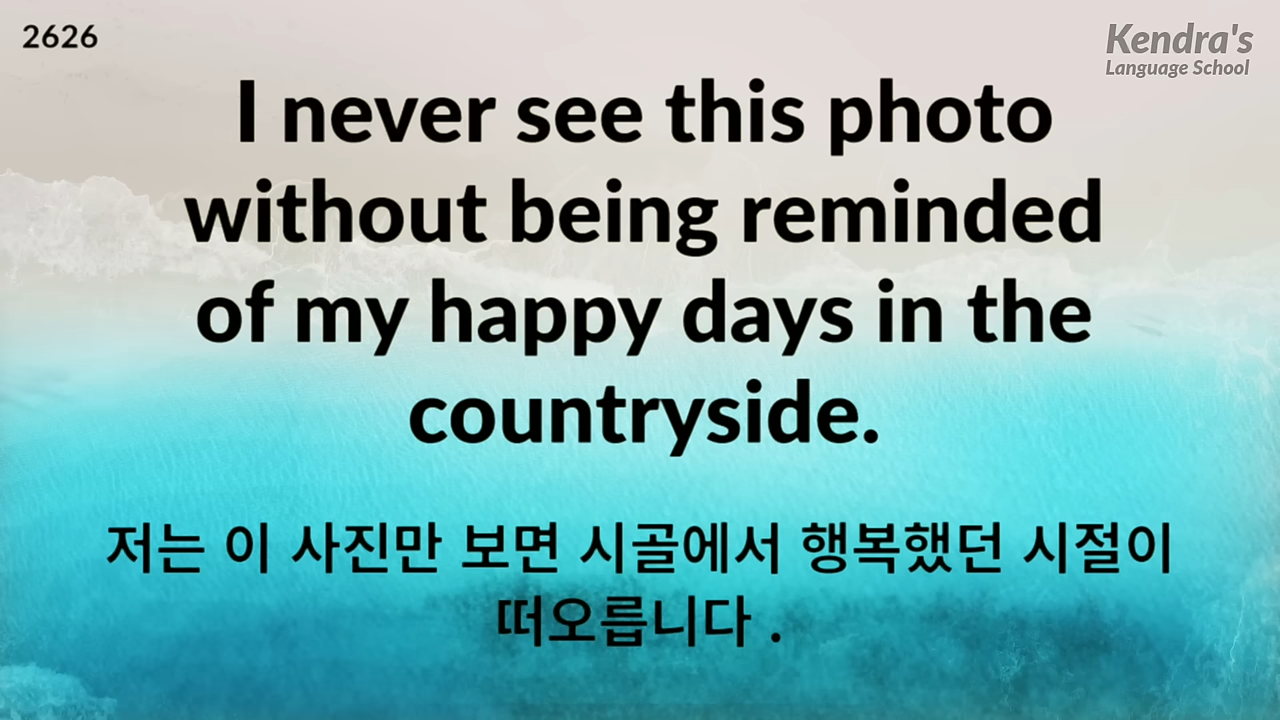 2626
Kendra's
Language School
I never see this photo
without being reminded
of my happy days in the
countryside.
저는 이 사진만 보면 시골에서 행복했던 시절이
떠오릅니다 .